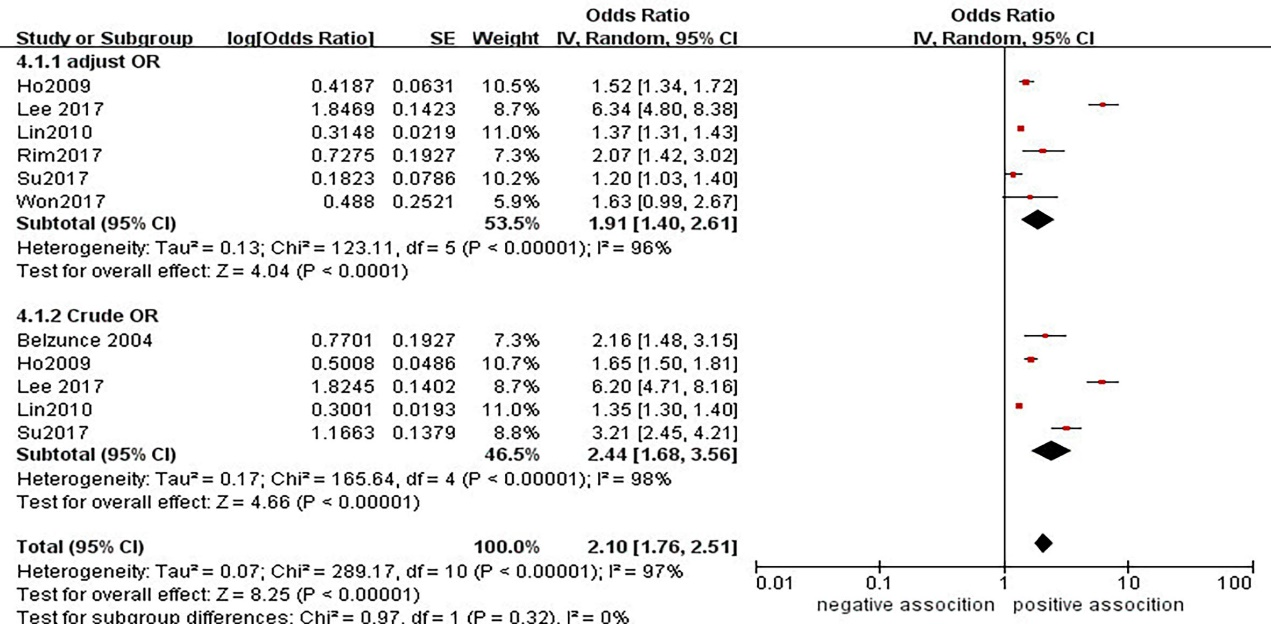 Odds Ratio Odds Ratio
Study or Subgroup log[Odds Ratio] SE Weight IV, Random, 95% CI IV, Random, 95% CI
4.1.1 adjust OR
Ho2009 0.4187 0.0631 10.5% 1.52 [1.34, 1.72]
Lee 2017 1.8469 0.1423 8.7% 6.34 [4.80, 8.38]
Lin2010 0.3148 0.0219 11.0% 1.37 [1.31, 1.43]
Rim2017 0.7275 0.1927 7.3% 2.07 [1.42, 3.02]
Su2017 0.1823 0.0786 10.2% 1.20 [1.03, 1.40]
Won2017 0.488 0.2521 5.9% 1.63 [0.99, 2.67]
Subtotal (95% CI) 53.5% 1.91 [1.40, 2.61]
Heterogeneity: Tau² = 0.13; Chi² = 123.11, df = 5 (P < 0.00001); I² = 96%
Test for overall effect: Z = 4.04 (P < 0.0001)
4.1.2 Crude OR
Belzunce 2004 0.7701 0.1927 7.3% 2.16 [1.48, 3.15]
Ho2009 0.5008 0.0486 10.7% 1.65 [1.50, 1.81]
Lee 2017 1.8245 0.1402 8.7% 6.20 [4.71, 8.16]
Lin2010 0.3001 0.0193 11.0% 1.35 [1.30, 1.40]
Su2017 1.1663 0.1379 8.8% 3.21 [2.45, 4.21]
Subtotal (95% CI) 46.5% 2.44 [1.68, 3.56]
Heterogeneity: Tau² = 0.17; Chi² = 165.64, df = 4 (P < 0.00001); I² = 98%
Test for overall effect: Z = 4.66 (P < 0.00001)
Total (95% CI) 100.0% 2.10 [1.76, 2.51]
Heterogeneity: Tau² = 0.07; Chi² = 289.17, df = 10 (P < 0.00001); I² = 97%
Test for overall effect: Z = 8.25 (P < 0.00001)
Test for subgroup differences: Chi² = 0.97, df = 1 (P = 0.32), I² = 0%
0.01 0.1 1 10 100
negative assocition positive assocition